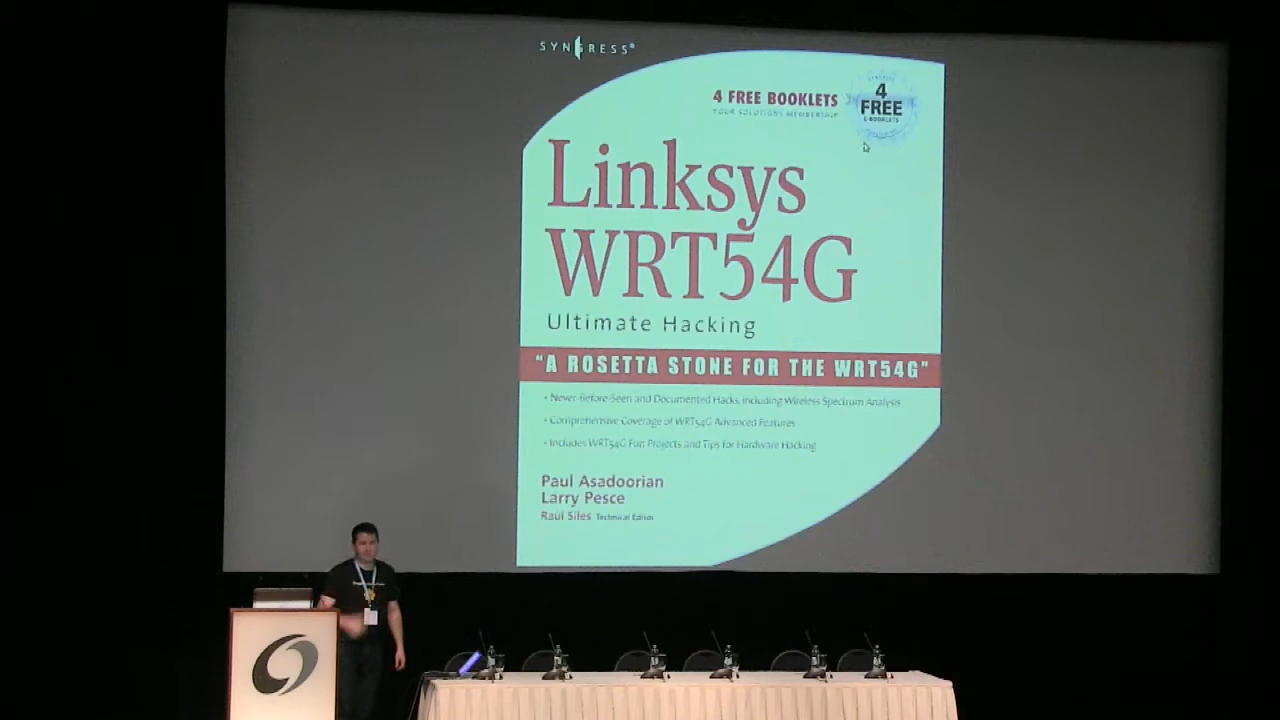 SYNGRESS®
4 FREE BOOKLETS
YOUR SOLUTIONS MEMBERSHIP
4
FREE
E-BOOKLETS
Linksys
WRT54G
Ultimate Hacking
"A ROSETTA STONE FOR THE WRT54G"
• Never-Before-Seen and Documented Hacks, including Wireless Spectrum Analysis
• Comprehensive Coverage of WRT54G Advanced Features
• Includes WRT54G Fun Projects and Tips for Hardware Hacking
Paul Asadoorian
Larry Pesce
Raul Siles Technical Editor